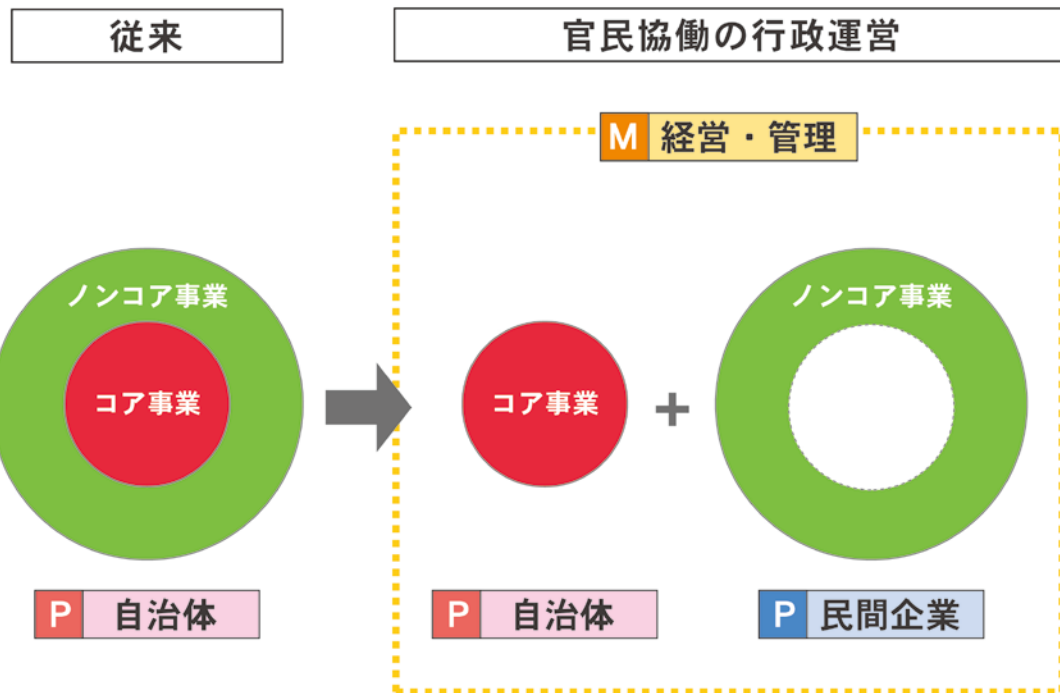 従来
官民協働の行政運営
M 経営・管理
ノンコア事業
コア事業
コア事業
+
ノンコア事業
P 自治体
P 自治体
P 民間企業